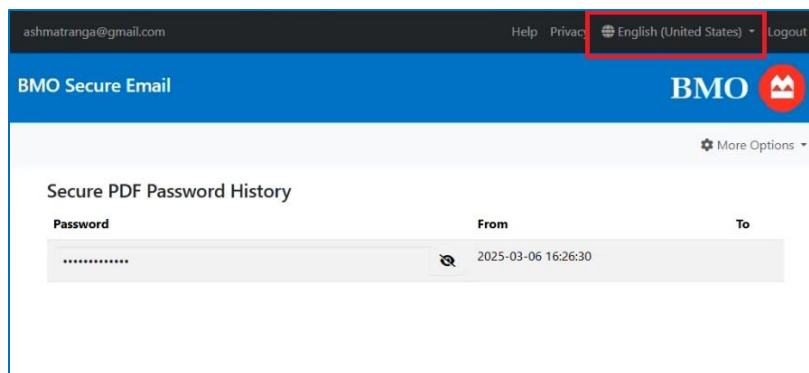 ashmatranga@gmail.com Help Privacy English (United States) Logout
BMO Secure Email BMO
More Options
Secure PDF Password History
Password From To
••••••••••••• 2025-03-06 16:26:30